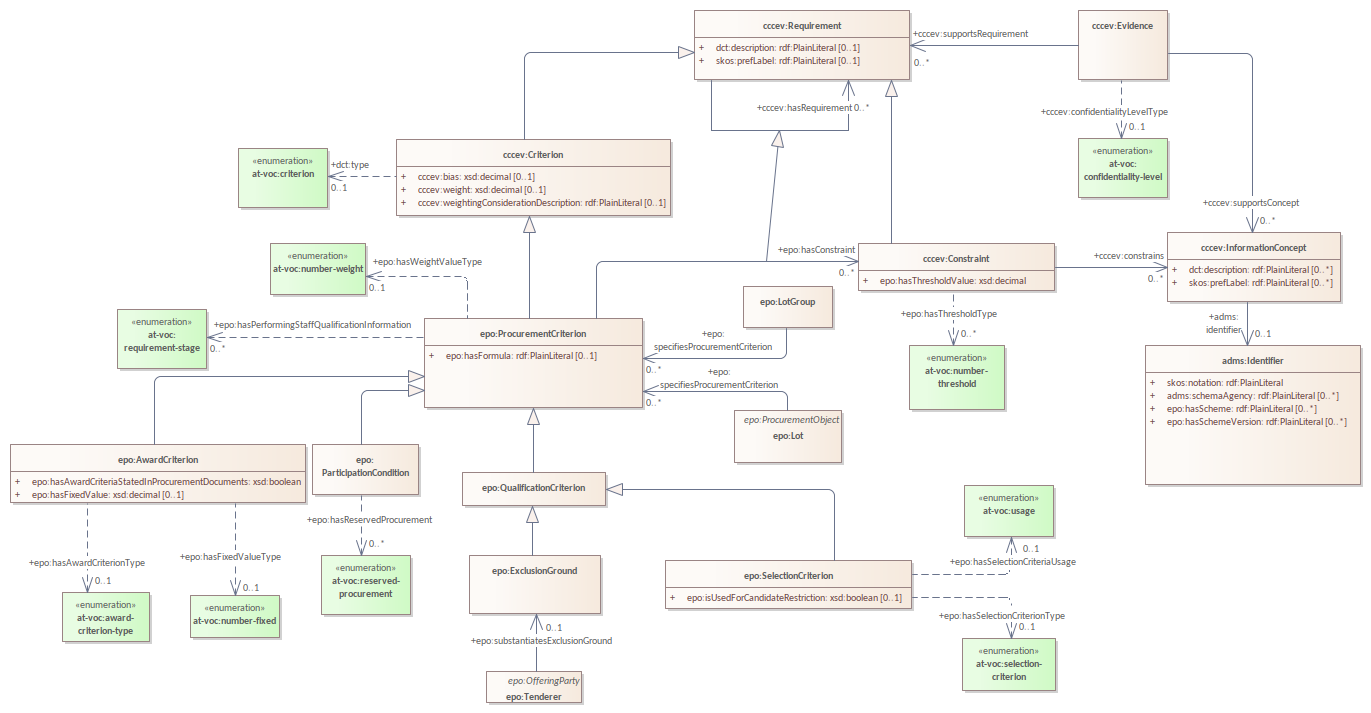 cccev:Requirement
+ dct:description: rdf:PlainLiteral [0..1]
+ skos:prefLabel: rdf:PlainLiteral [0..1]
+cccev:supportsRequirement
0..*
cccev:Evidence
+cccev:hasRequirement 0..*
+cccev:confidentialityLevelType
0..1
«enumeration»
at-voc:
confidentiality-level
cccev:Criterion
+ cccev:bias: xsd:decimal [0..1]
+ cccev:weight: xsd:decimal [0..1]
+ cccev:weightingConsiderationDescription: rdf:PlainLiteral [0..1]
+dct:type
0..1
«enumeration»
at-voc:criterion
+cccev:supportsConcept
0..*
«enumeration»
at-voc:number-weight
+epo:hasWeightValueType
0..1
+epo:hasConstraint
0..*
cccev:Constraint
+ epo:hasThresholdValue: xsd:decimal
+cccev:constrains
0..*
cccev:InformationConcept
+ dct:description: rdf:PlainLiteral [0..*]
+ skos:prefLabel: rdf:PlainLiteral [0..*]
epo:LotGroup
+epo:hasThresholdType
0..*
+adms:
identifier
0..1
«enumeration»
at-voc:
requirement-stage
+epo:hasPerformingStaffQualificationInformation
0..*
epo:ProcurementCriterion
+ epo:hasFormula: rdf:PlainLiteral [0..1]
+epo:
specifiesProcurementCriterion
0..*
+epo:
specifiesProcurementCriterion
0..*
«enumeration»
at-voc:number-
threshold
adms:Identifier
+ skos:notation: rdf:PlainLiteral
+ adms:schemaAgency: rdf:PlainLiteral [0..*]
+ epo:hasScheme: rdf:PlainLiteral [0..*]
+ epo:hasSchemeVersion: rdf:PlainLiteral [0..*]
epo:ProcurementObject
epo:Lot
epo:AwardCriterion
+ epo:hasAwardCriteriaStatedInProcurementDocuments: xsd:boolean
+ epo:hasFixedValue: xsd:decimal [0..1]
epo:
ParticipationCondition
epo:QualificationCriterion
+epo:hasReservedProcurement
0..*
«enumeration»
at-voc:usage
0..1
+epo:hasSelectionCriteriaUsage
+epo:hasAwardCriterionType
0..1
+epo:hasFixedValueType
0..1
«enumeration»
at-voc:reserved-
procurement
epo:ExclusionGround
epo:SelectionCriterion
+ epo:isUsedForCandidateRestriction: xsd:boolean [0..1]
«enumeration»
at-voc:award-
criterion-type
«enumeration»
at-voc:number-fixed
+epo:hasSelectionCriterionType
0..1
0..1
+epo:substantiatesExclusionGround
«enumeration»
at-voc:selection-
criterion
epo:OfferingParty
epo:Tenderer